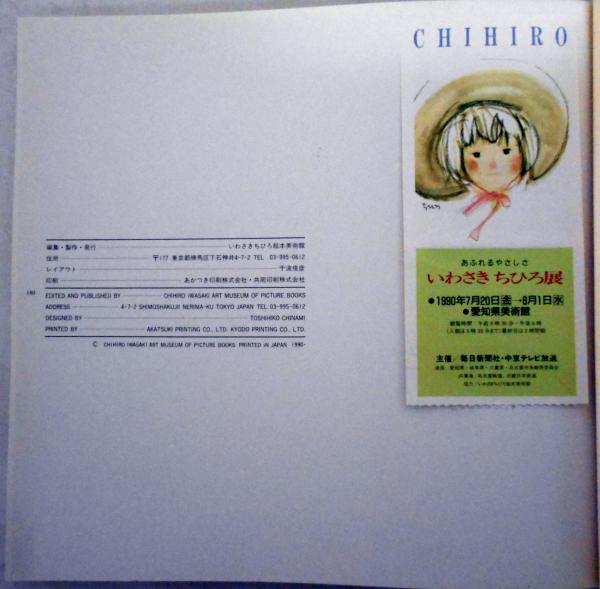 CHIHIRO
ちひろ
あふれるやさしさ
いわさきちひろ展
●1990年7月20日(金)→8月1日(水)
●愛知県美術館
主催/毎日新聞社・中京テレビ放送
編集・製作・発行 いわさきちひろ絵本美術館
住所 〒177 東京都練馬区下石神井4-7-2 TEL 03-995-0612
レイアウト 千波俊彦
印刷 あかつき印刷株式会社・共同印刷株式会社
EDITED AND PUBLISHED BY CHIHIRO IWASAKI ART MUSEUM OF PICTURE BOOKS
ADDRESS 4-7-2 SHIMOSHAKUJII NERIMA-KU TOKYO JAPAN TEL 03-995-0612
DESIGNED BY TOSHIHIKO CHINAMI
PRINTED BY AKATSUKI PRINTING CO., LTD. KYODO PRINTING CO., LTD.
© CHIHIRO IWASAKI ART MUSEUM OF PICTURE BOOKS PRINTED IN JAPAN 1990-